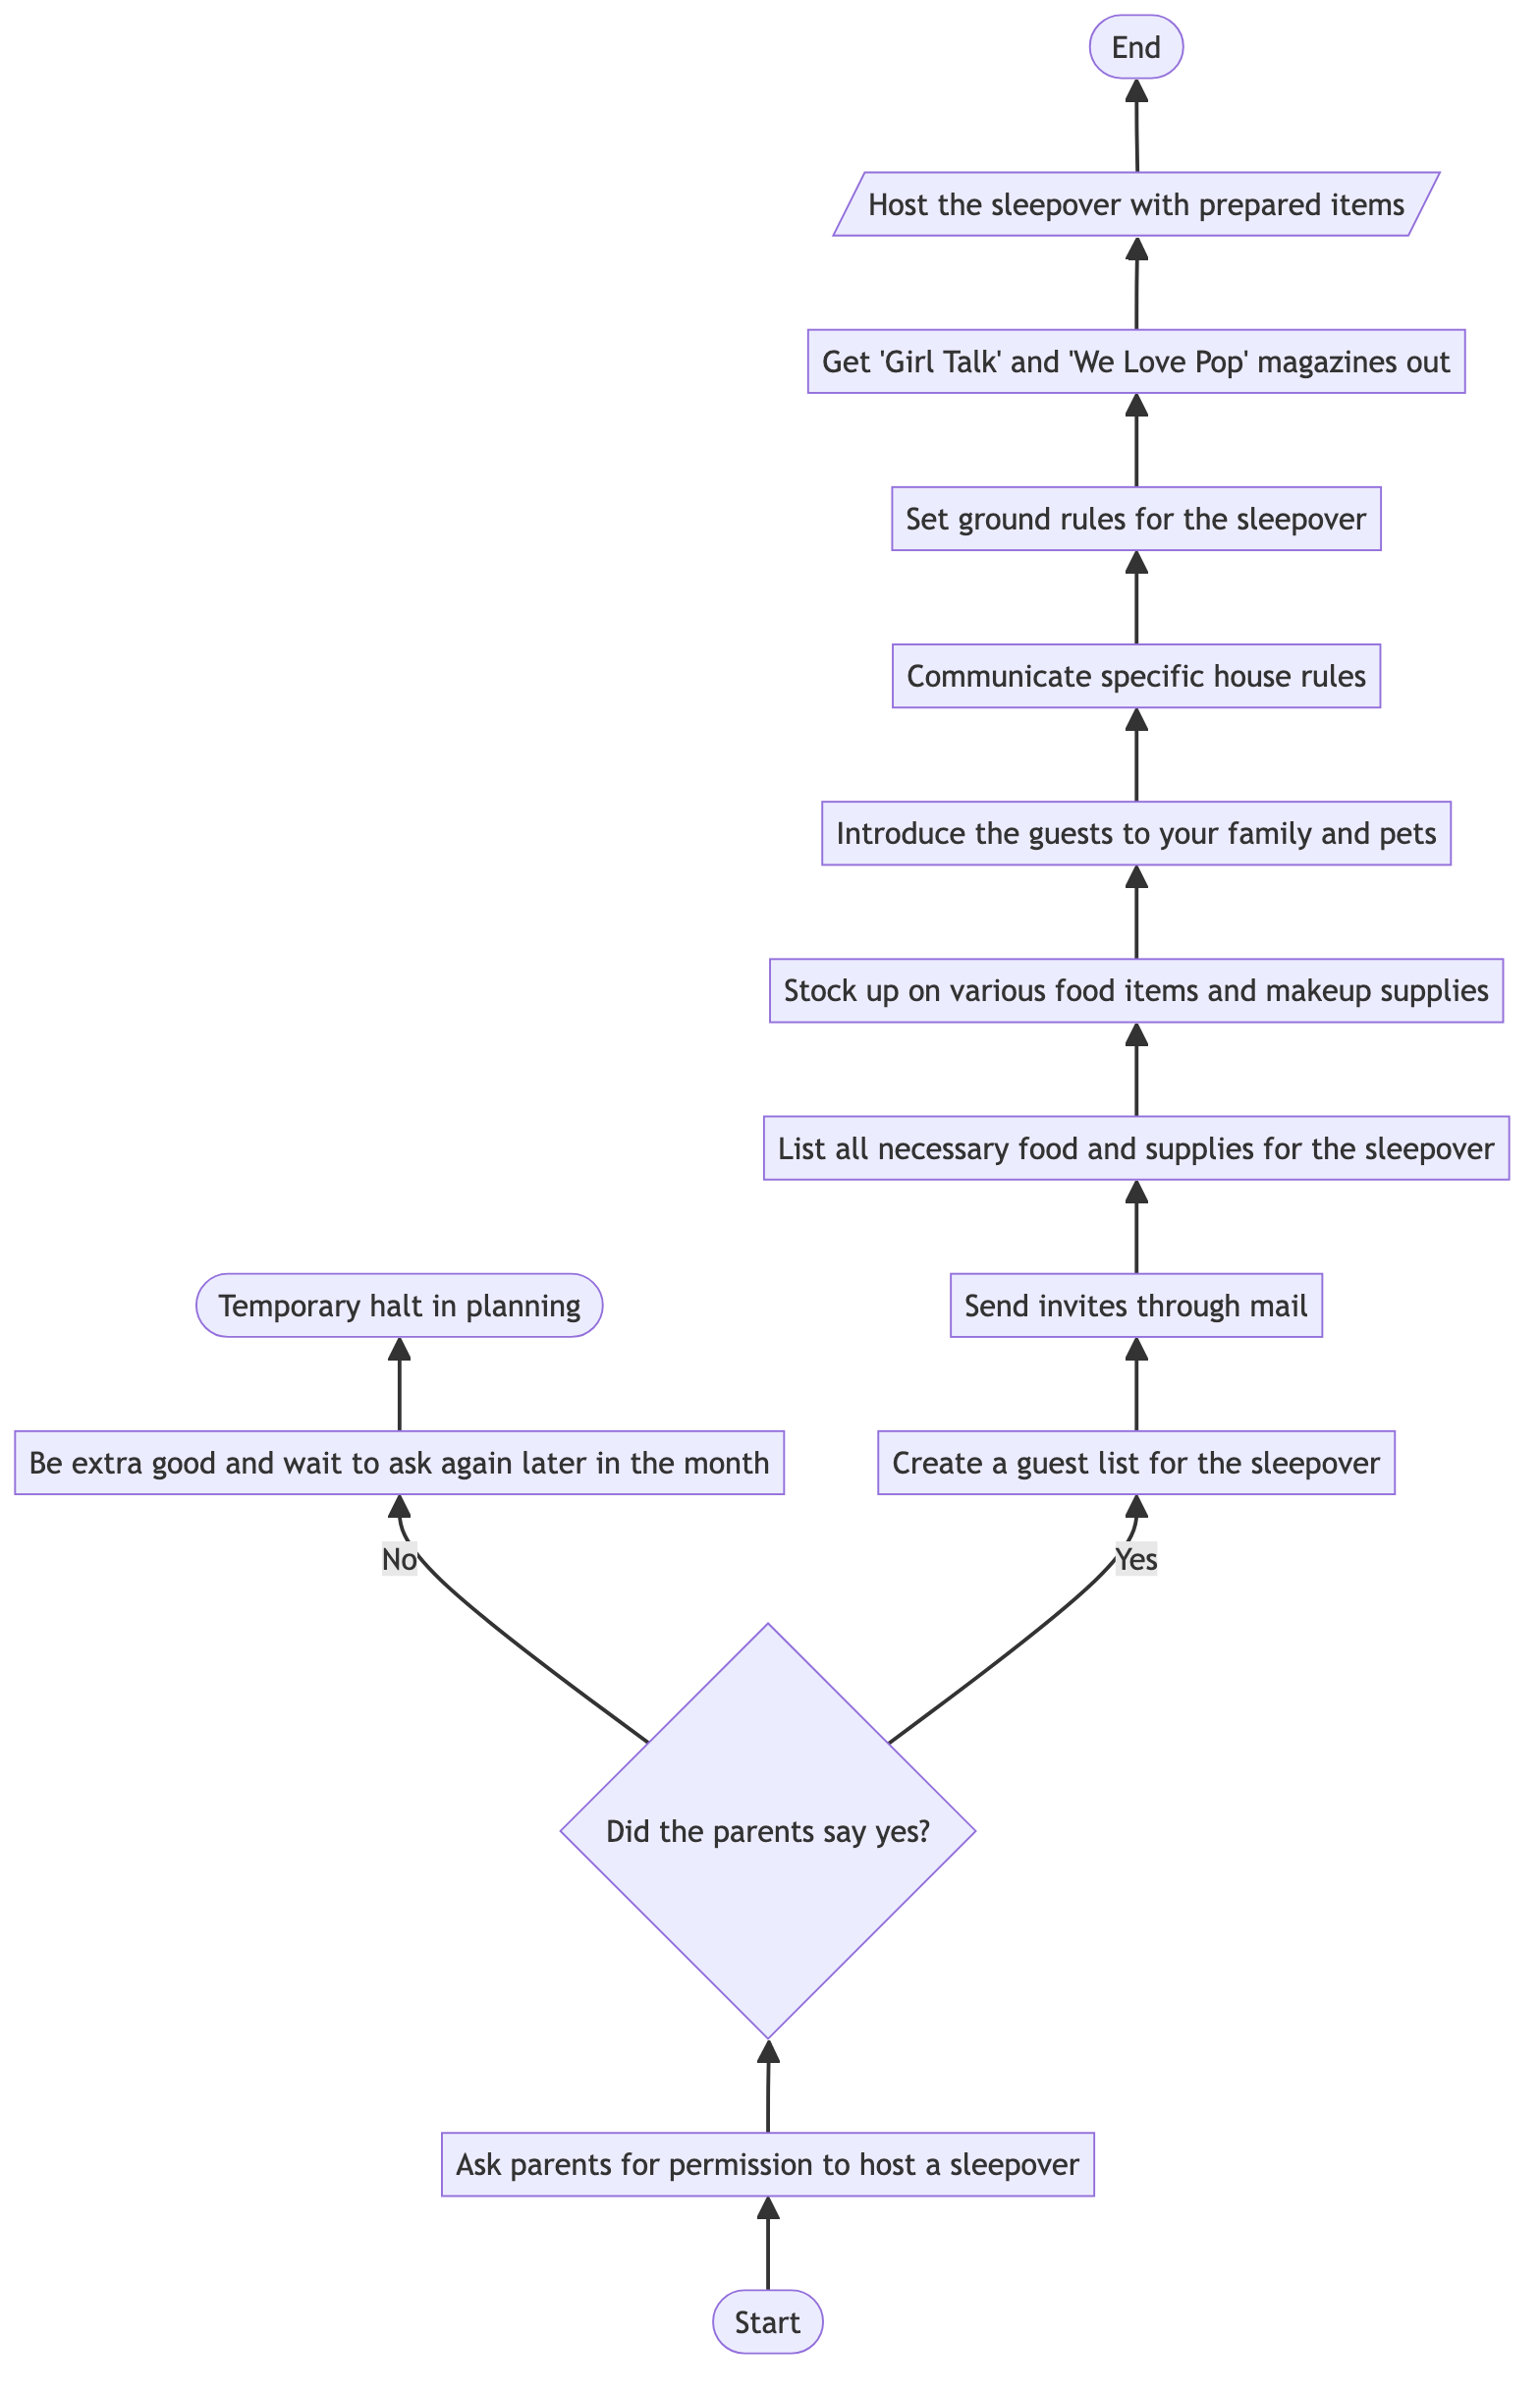 End
Host the sleepover with prepared items
Get 'Girl Talk' and 'We Love Pop' magazines out
Set ground rules for the sleepover
Communicate specific house rules
Introduce the guests to your family and pets
Stock up on various food items and makeup supplies
List all necessary food and supplies for the sleepover
Temporary halt in planning
Send invites through mail
Be extra good and wait to ask again later in the month
Create a guest list for the sleepover
No
Yes
Did the parents say yes?
Ask parents for permission to host a sleepover
Start